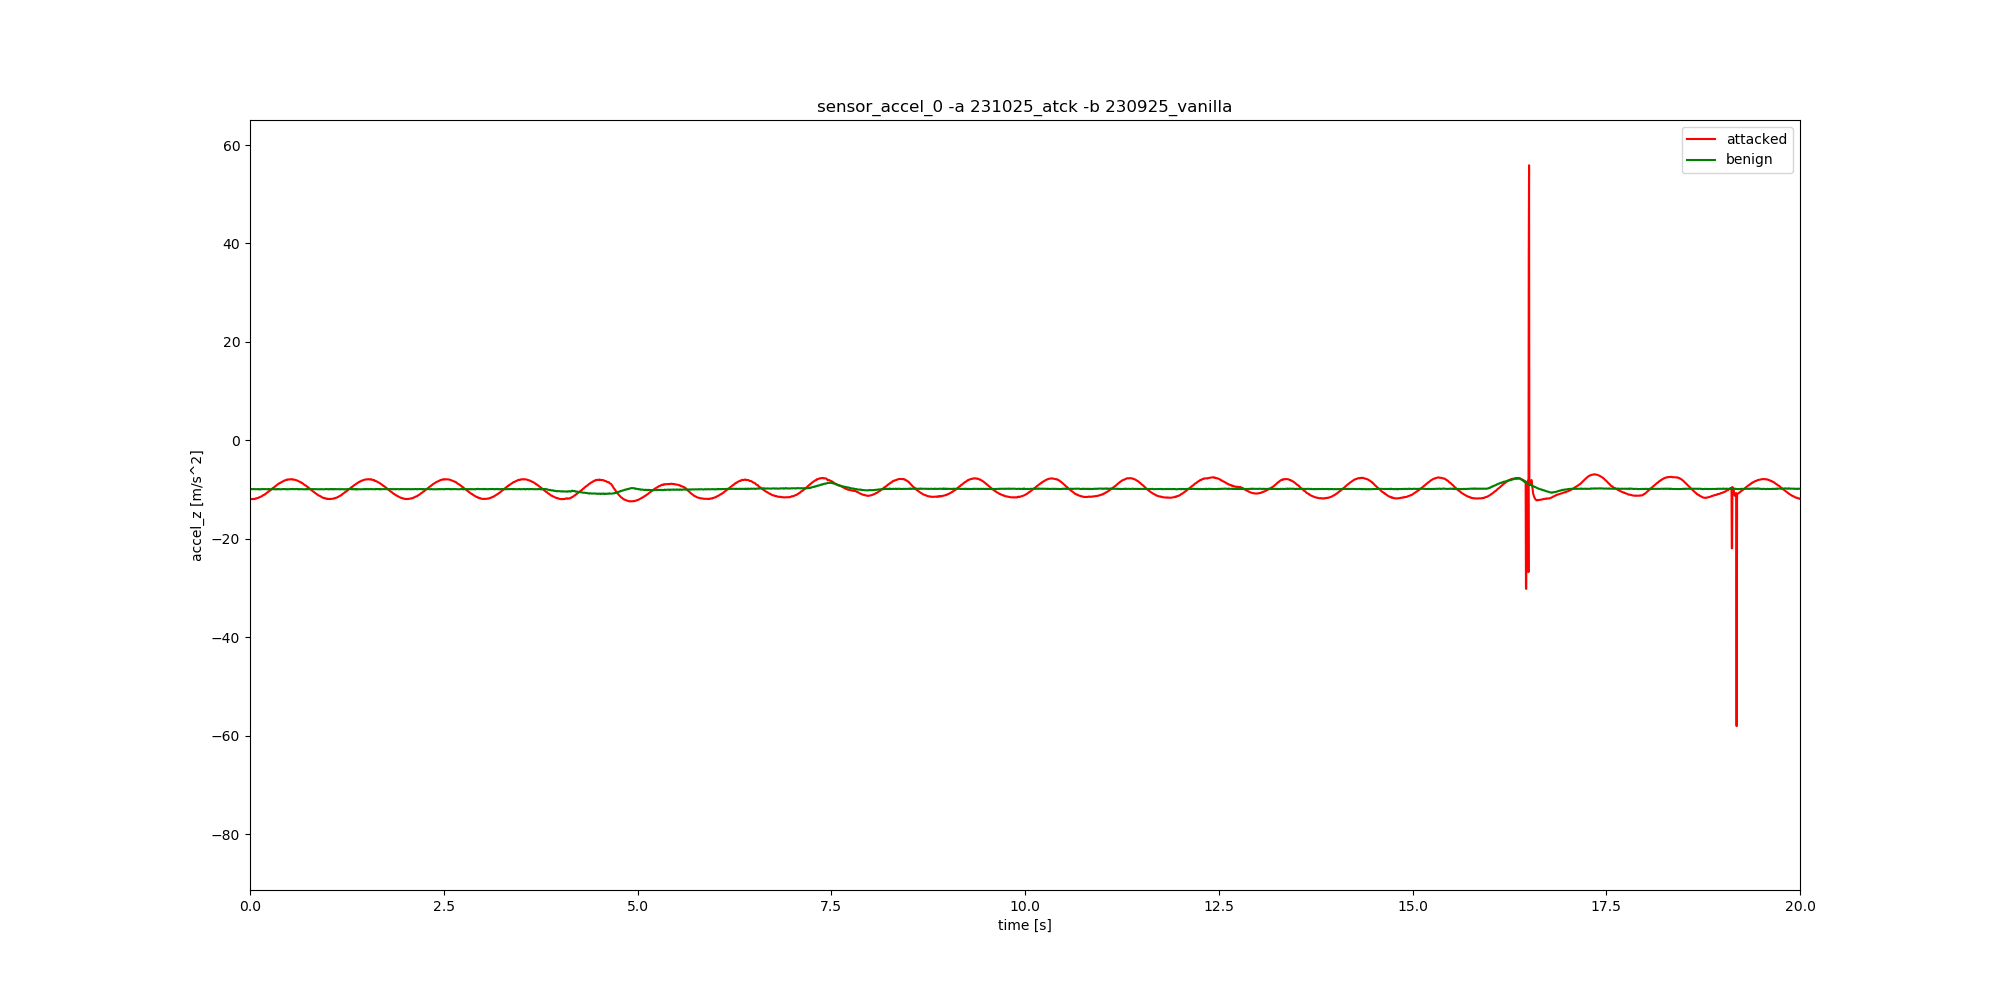 sensor_accel_0 -a 231025_atck -b 230925_vanilla
attacked
benign
accel_z [m/s^2]
60
40
20
0
−20
−40
−60
−80
0.0 2.5 5.0 7.5 10.0 12.5 15.0 17.5 20.0
time [s]